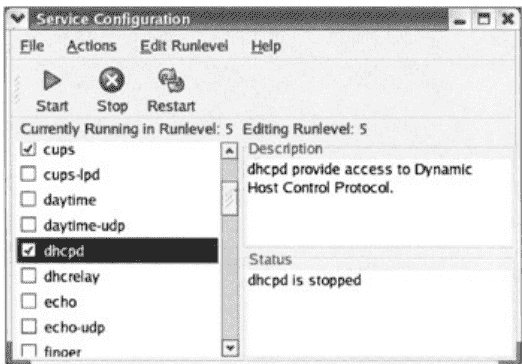 Service Configuration
File Actions Edit Runlevel Help
Start Stop Restart
Currently Running in Runlevel: 5 Editing Runlevel: 5
cups
cups-lpd
daytime
daytime-udp
dhcpd
dhcrelay
echo
echo-udp
finger
Description
dhcpd provide access to Dynamic
Host Control Protocol.
Status
dhcpd is stopped